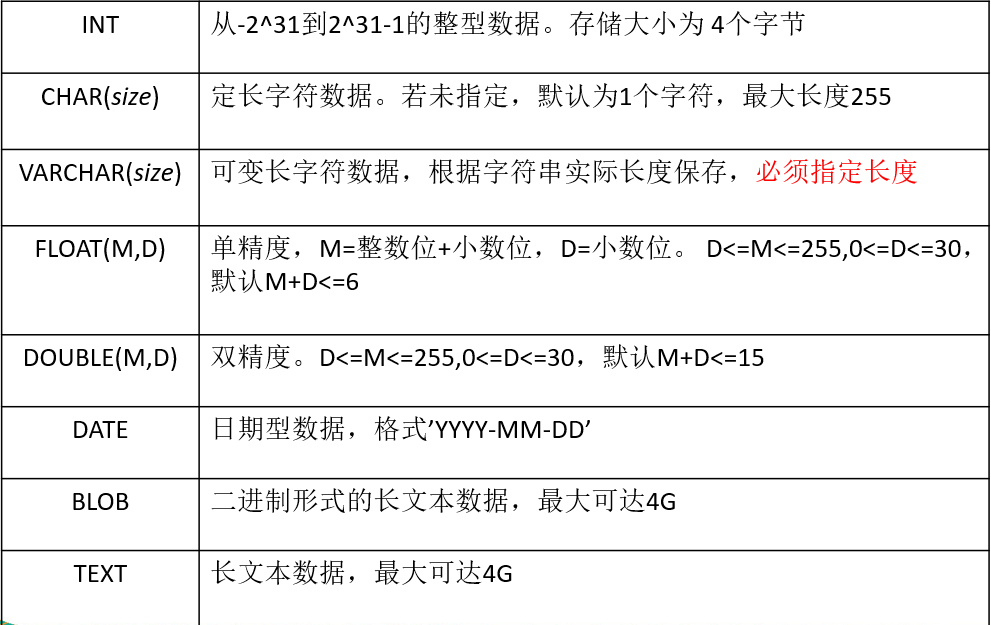 INT
从-2^31到2^31-1的整型数据。存储大小为 4个字节
CHAR(size)
定长字符数据。若未指定，默认为1个字符，最大长度255
VARCHAR(size)
可变长字符数据，根据字符串实际长度保存，必须指定长度
FLOAT(M,D)
单精度，M=整数位+小数位，D=小数位。 D<=M<=255,0<=D<=30，
默认M+D<=6
DOUBLE(M,D)
双精度。D<=M<=255,0<=D<=30，默认M+D<=15
DATE
日期型数据，格式’YYYY-MM-DD’
BLOB
二进制形式的长文本数据，最大可达4G
TEXT
长文本数据，最大可达4G